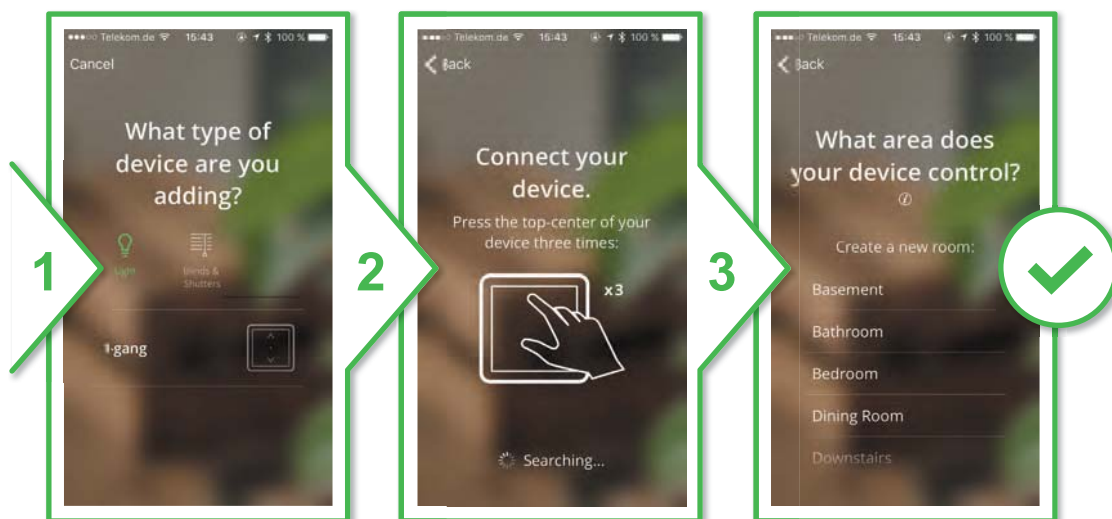 1
Telekom.de 15:43 100 %
Cancel
What type of
device are you
adding?
Light
Blinds &
Shutters
1-gang
2
Telekom.de 15:43 100 %
Back
Connect your
device.
Press the top-center of your
device three times:
x3
Searching...
3
Telekom.de 15:43 100 %
Back
What area does
your device control?
i
Create a new room:
Basement
Bathroom
Bedroom
Dining Room
Downstairs